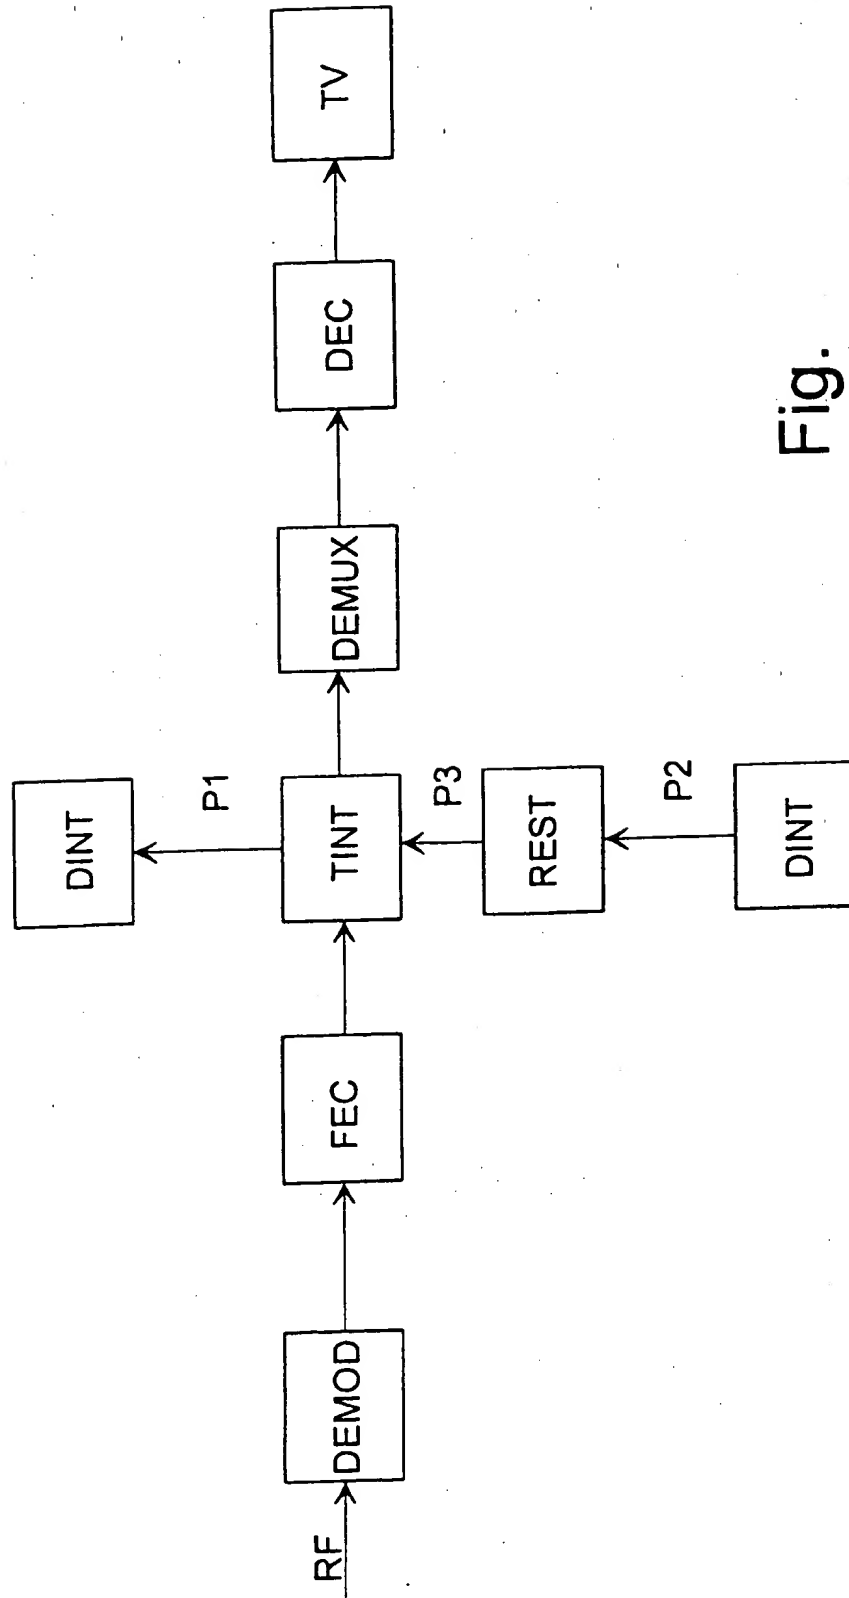 RF
DEMOD
FEC
TINT
DEMUX
DEC
TV
DINT
P1
P3
REST
P2
DINT
Fig.